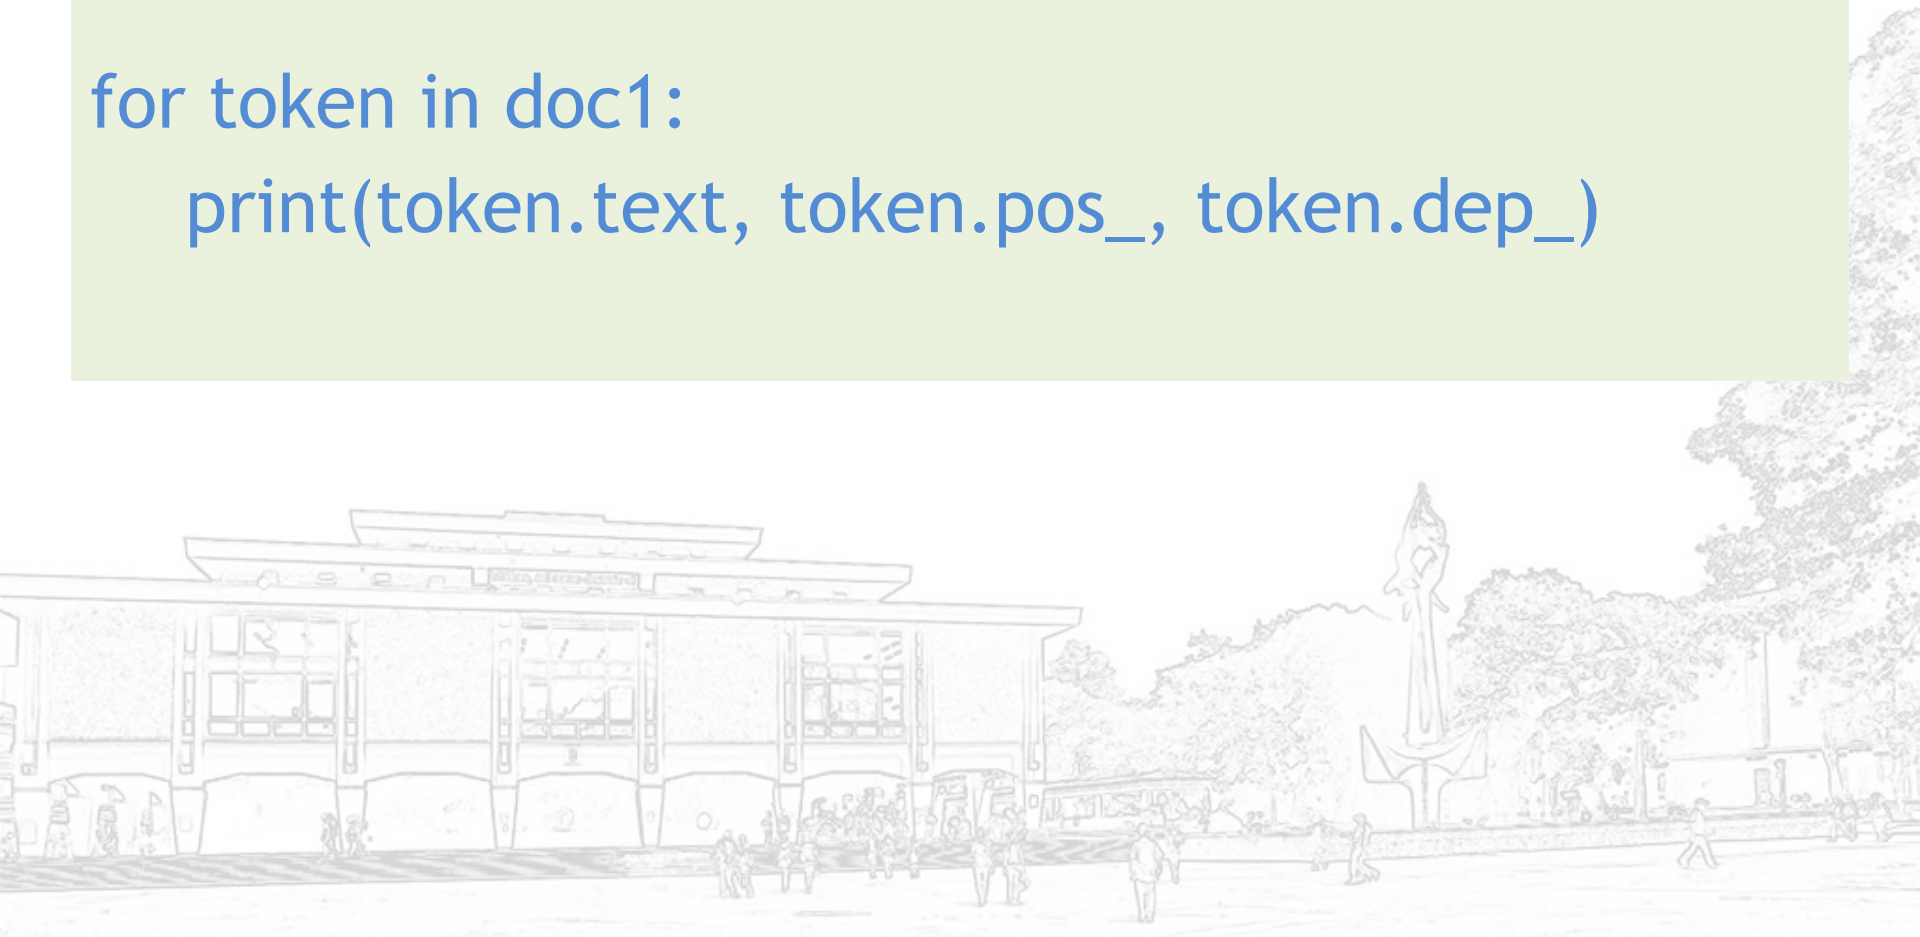 for token in doc1:
    print(token.text, token.pos_, token.dep_)